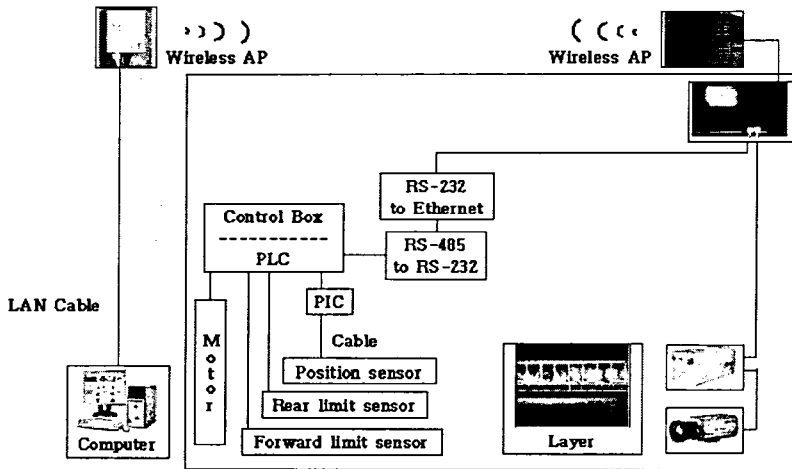 Wireless AP
Wireless AP
RS-232
to Ethernet
Control Box
PLC
RS-485
to RS-232
LAN Cable
PIC
Motor
Cable
Position sensor
Rear limit sensor
Forward limit sensor
Computer
Layer